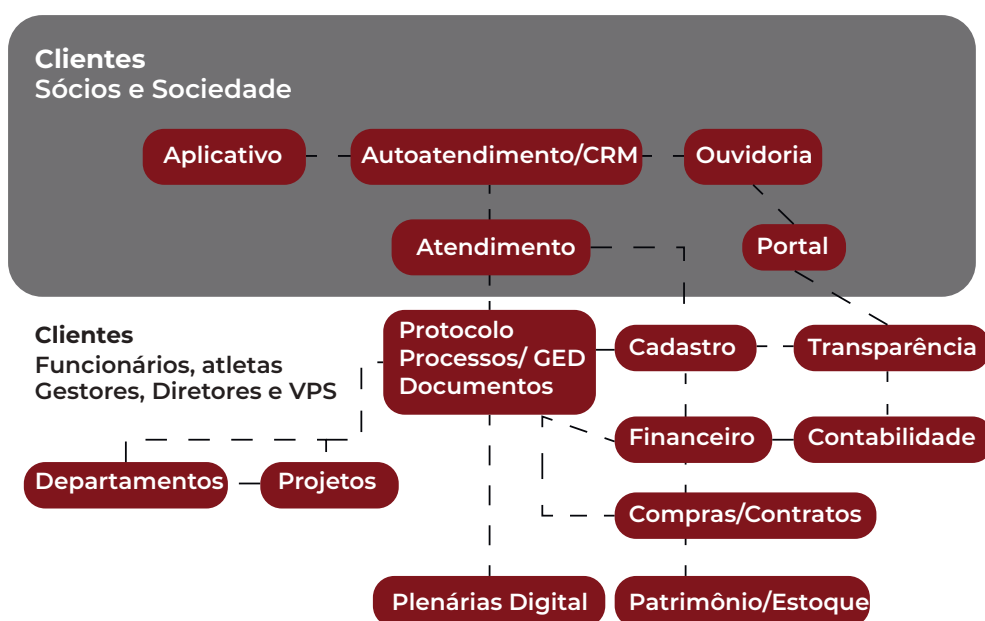 Clientes
Sócios e Sociedade
Aplicativo
Autoatendimento/CRM
Ouvidoria
Atendimento
Portal
Clientes
Funcionários, atletas
Gestores, Diretores e VPS
Protocolo
Processos/ GED
Documentos
Cadastro
Transparência
Financeiro
Contabilidade
Departamentos
Projetos
Compras/Contratos
Plenárias Digital
Patrimônio/Estoque